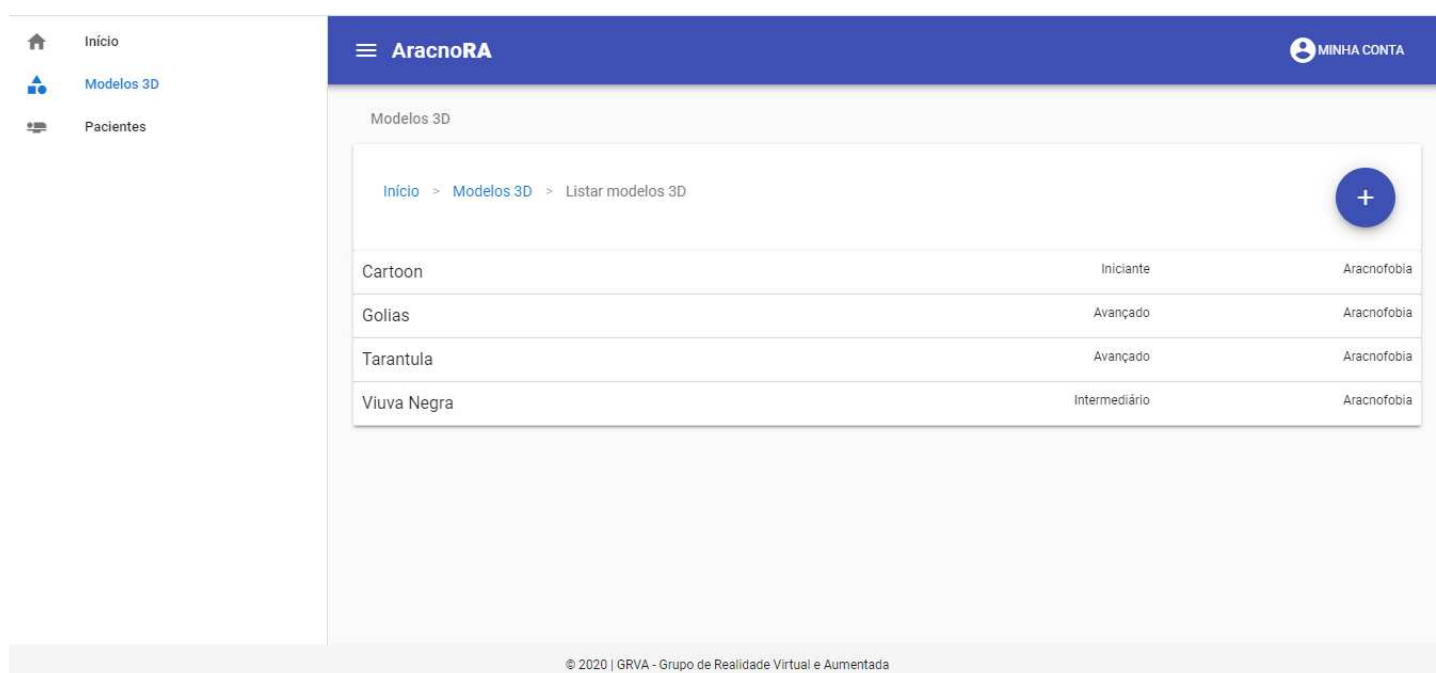 Início
Modelos 3D
Pacientes
AracnoRA
MINHA CONTA
Modelos 3D
Início > Modelos 3D > Listar modelos 3D
+
Cartoon Iniciante Aracnofobia
Golias Avançado Aracnofobia
Tarantula Avançado Aracnofobia
Viuva Negra Intermediário Aracnofobia
© 2020 | GRVA - Grupo de Realidade Virtual e Aumentada